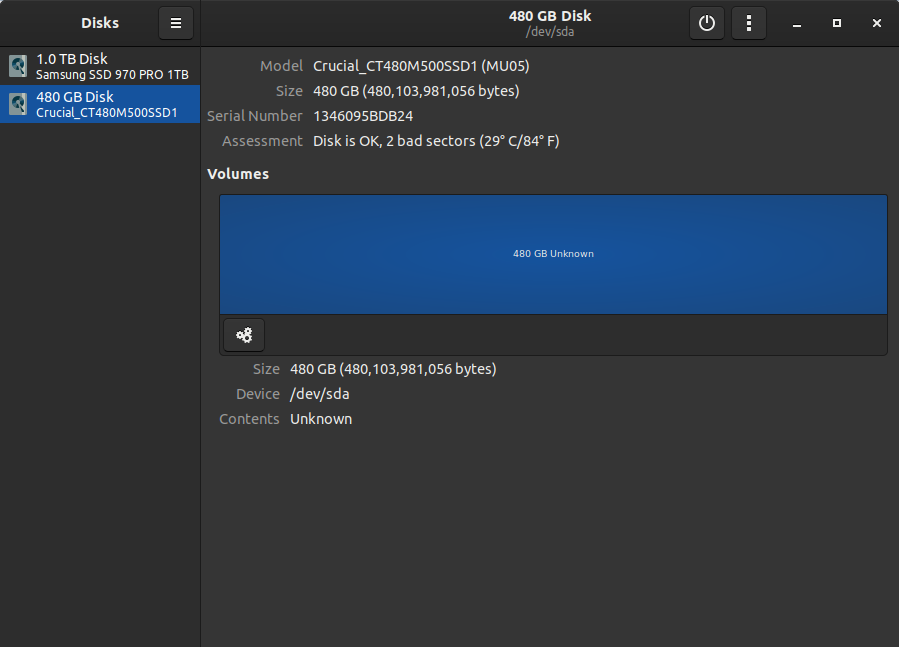 Disks
480 GB Disk
/dev/sda
1.0 TB Disk
Samsung SSD 970 PRO 1TB
480 GB Disk
Crucial_CT480M500SSD1
Model Crucial_CT480M500SSD1 (MU05)
Size 480 GB (480,103,981,056 bytes)
Serial Number 1346095BDB24
Assessment Disk is OK, 2 bad sectors (29° C/84° F)
Volumes
480 GB Unknown
Size 480 GB (480,103,981,056 bytes)
Device /dev/sda
Contents Unknown